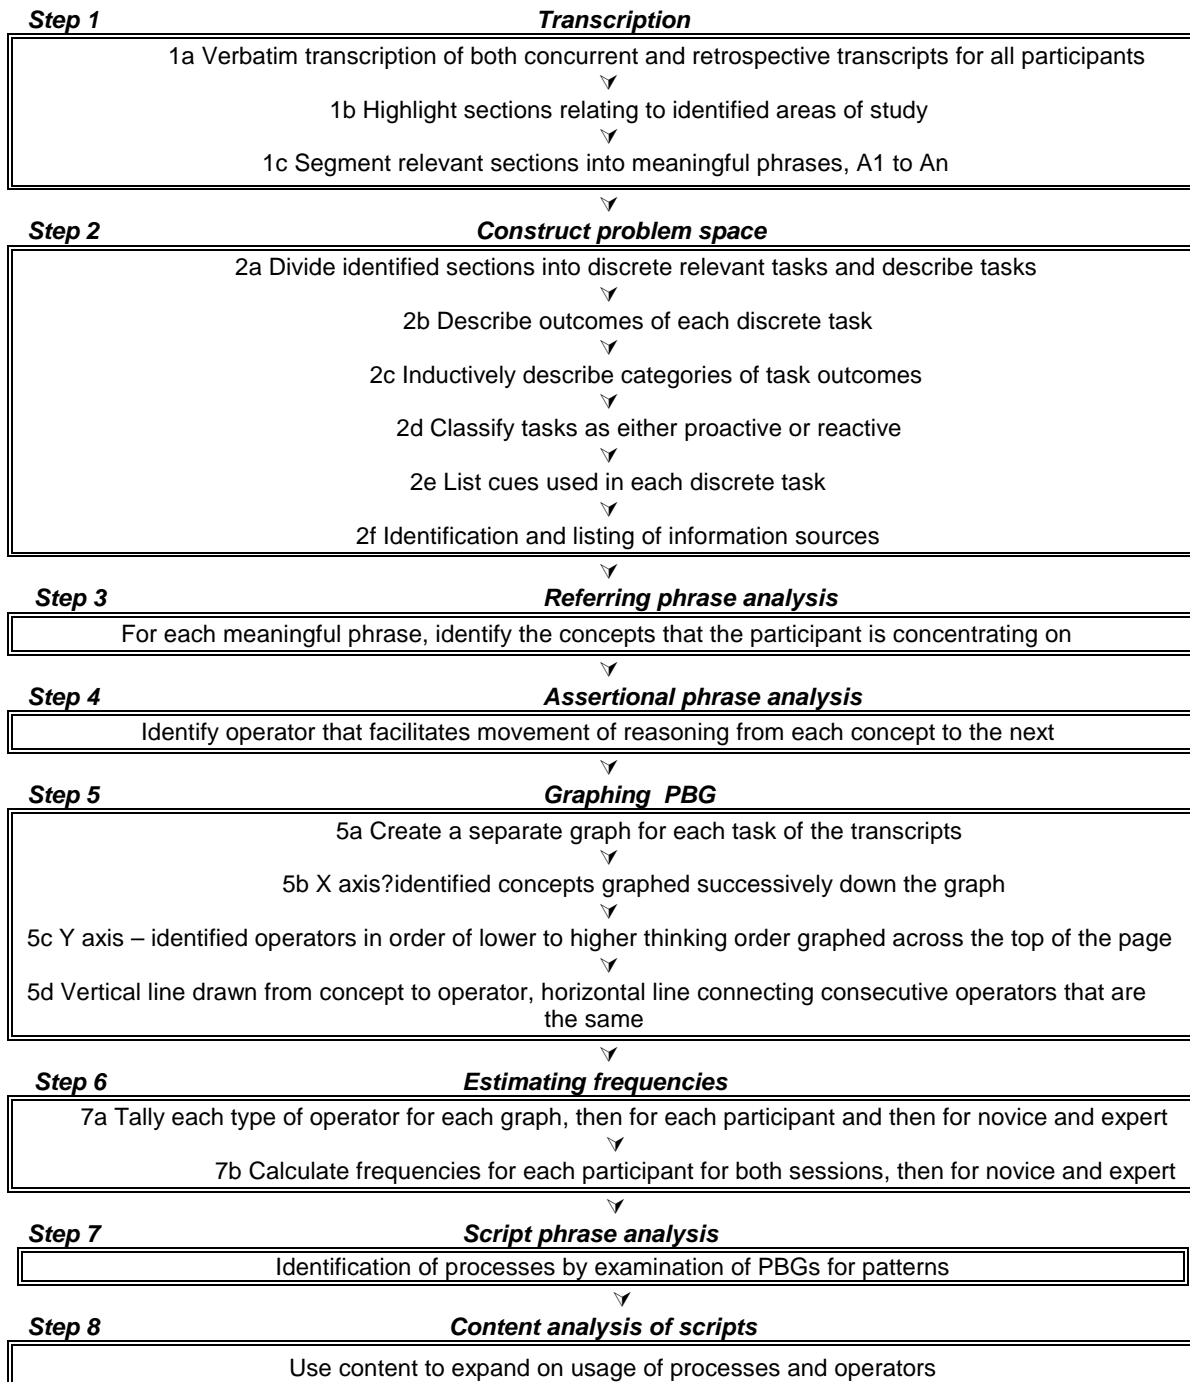 Step 1 Transcription
1a Verbatim transcription of both concurrent and retrospective transcripts for all participants
1b Highlight sections relating to identified areas of study
1c Segment relevant sections into meaningful phrases, A1 to An
Step 2 Construct problem space
2a Divide identified sections into discrete relevant tasks and describe tasks
2b Describe outcomes of each discrete task
2c Inductively describe categories of task outcomes
2d Classify tasks as either proactive or reactive
2e List cues used in each discrete task
2f Identification and listing of information sources
Step 3 Referring phrase analysis
For each meaningful phrase, identify the concepts that the participant is concentrating on
Step 4 Assertional phrase analysis
Identify operator that facilitates movement of reasoning from each concept to the next
Step 5 Graphing PBG
5a Create a separate graph for each task of the transcripts
5b X axis?identified concepts graphed successively down the graph
5c Y axis – identified operators in order of lower to higher thinking order graphed across the top of the page
5d Vertical line drawn from concept to operator, horizontal line connecting consecutive operators that are
the same
Step 6 Estimating frequencies
7a Tally each type of operator for each graph, then for each participant and then for novice and expert
7b Calculate frequencies for each participant for both sessions, then for novice and expert
Step 7 Script phrase analysis
Identification of processes by examination of PBGs for patterns
Step 8 Content analysis of scripts
Use content to expand on usage of processes and operators